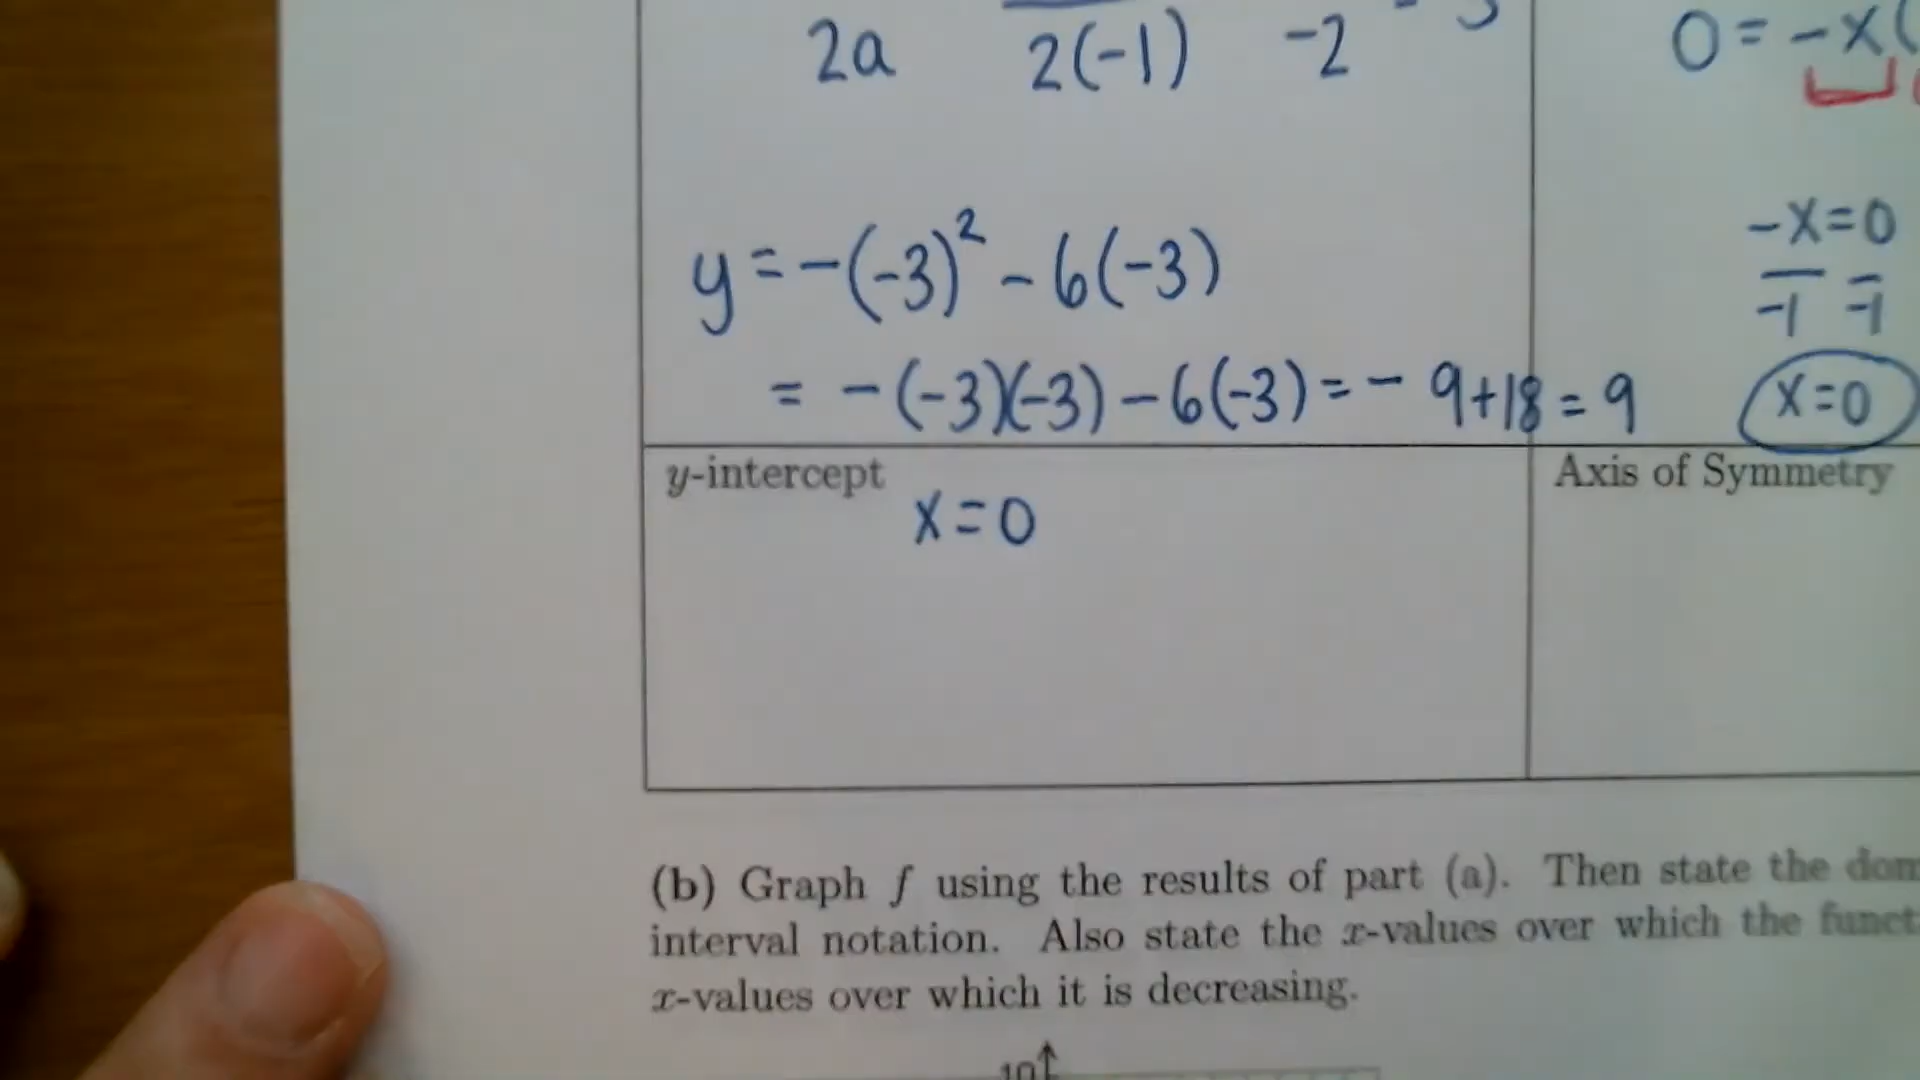 2a 2(-1) -2
0 = -x(
y = -(-3)² - 6(-3)
= -(-3)(-3) - 6(-3) = - 9+18 = 9
-x=0
-1 -1
x=0
y-intercept
x=0
Axis of Symmetry
(b) Graph f using the results of part (a). Then state the dom
interval notation. Also state the x-values over which the funct
x-values over which it is decreasing.
10